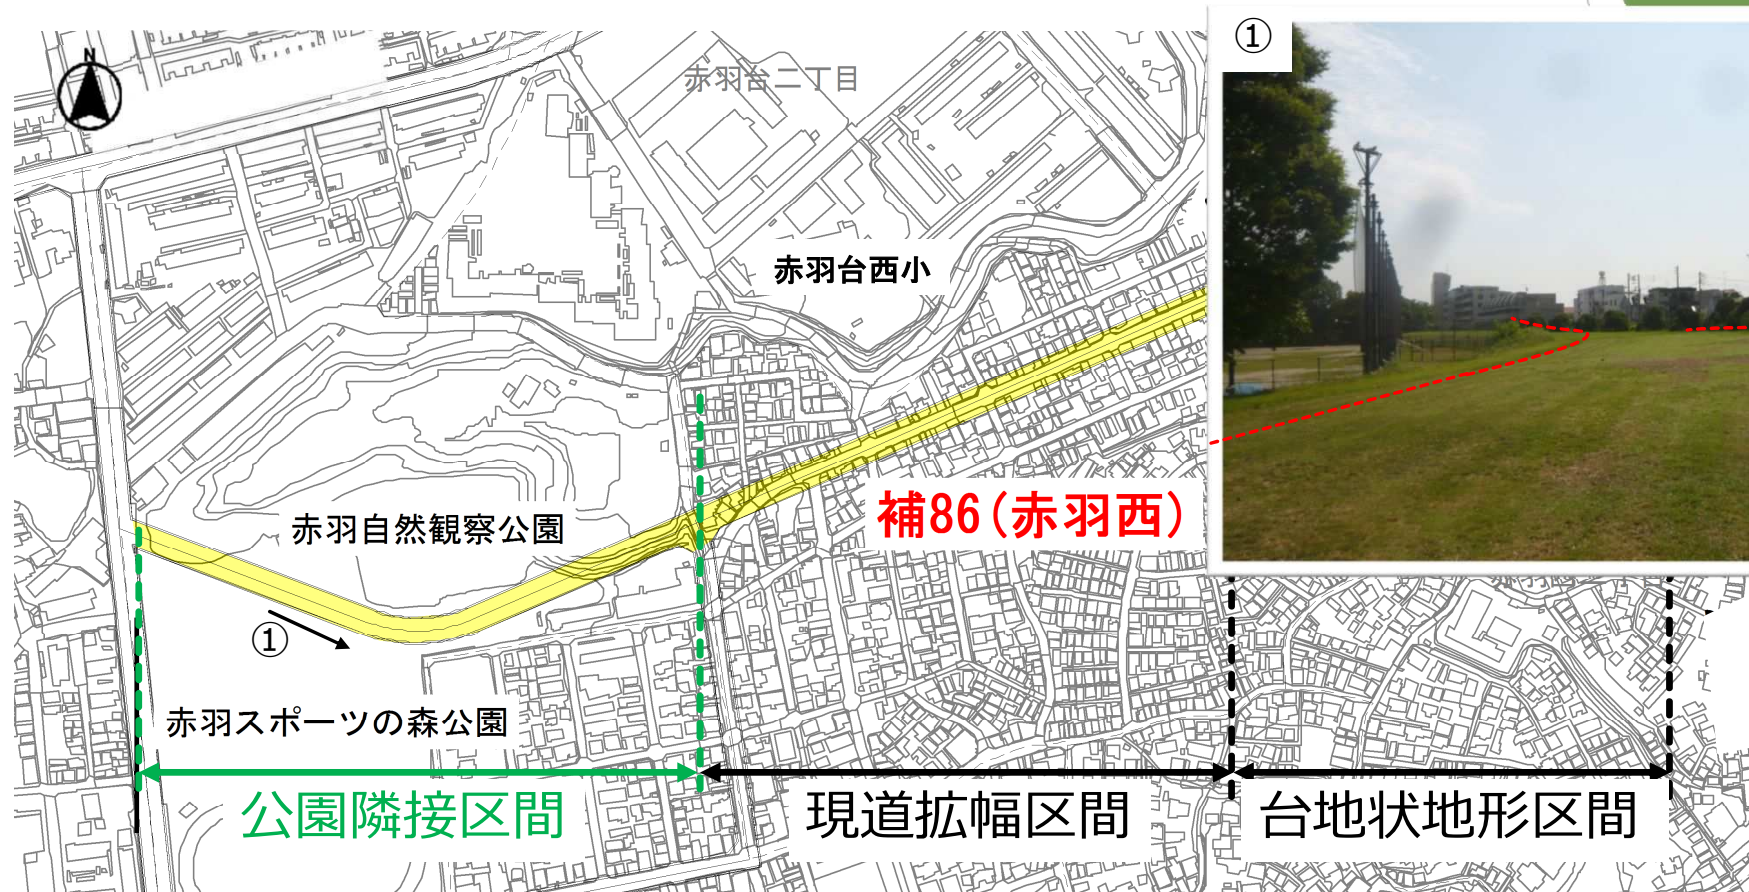 ①
N
赤羽台二丁目
赤羽台西小
補86(赤羽西)
赤羽自然観察公園
①
赤羽スポーツの森公園
公園隣接区間
現道拡幅区間
台地状地形区間